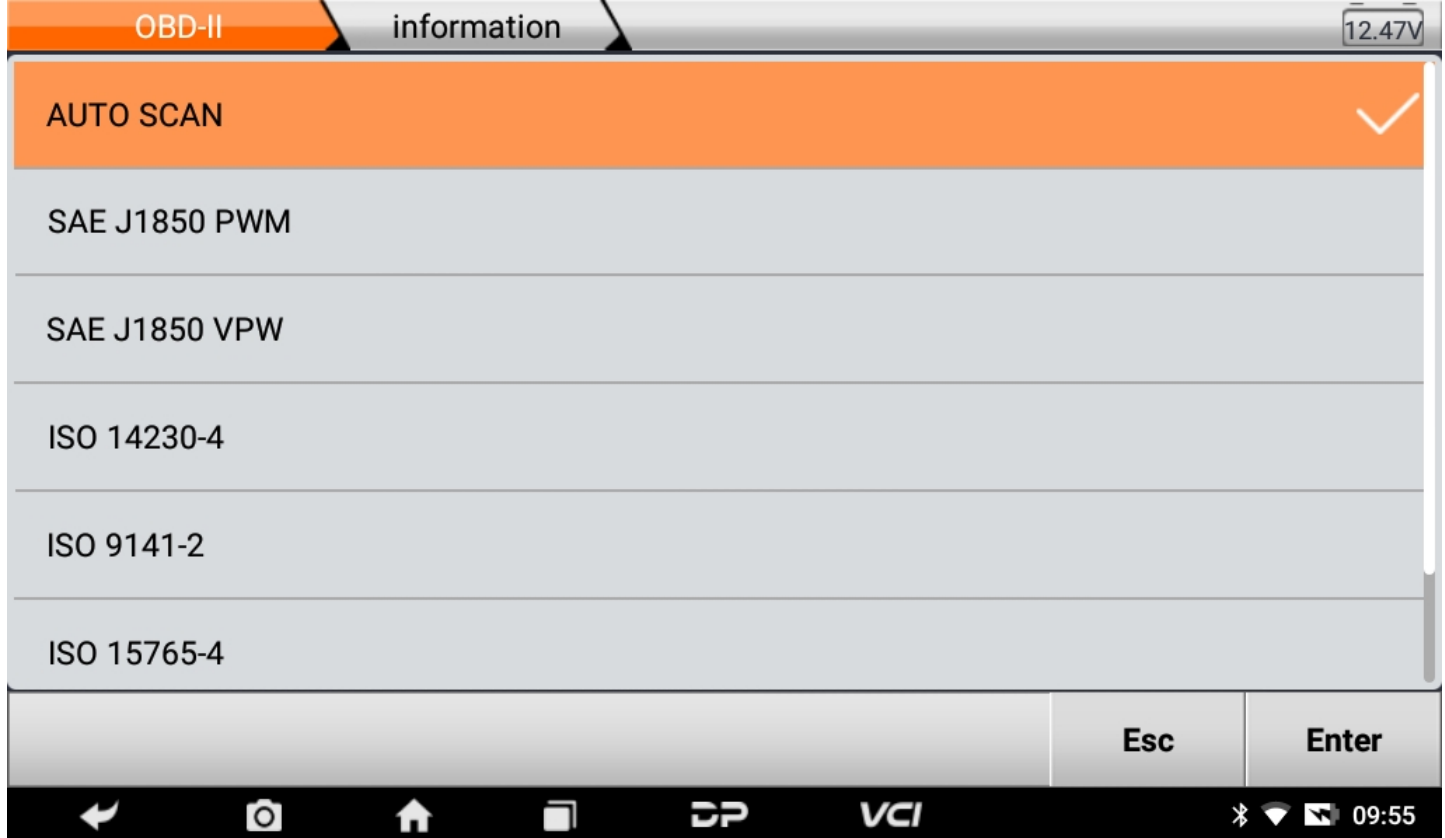 OBD-II information 12.47V
AUTO SCAN
SAE J1850 PWM
SAE J1850 VPW
ISO 14230-4
ISO 9141-2
ISO 15765-4
Esc Enter
DP VCI 09:55